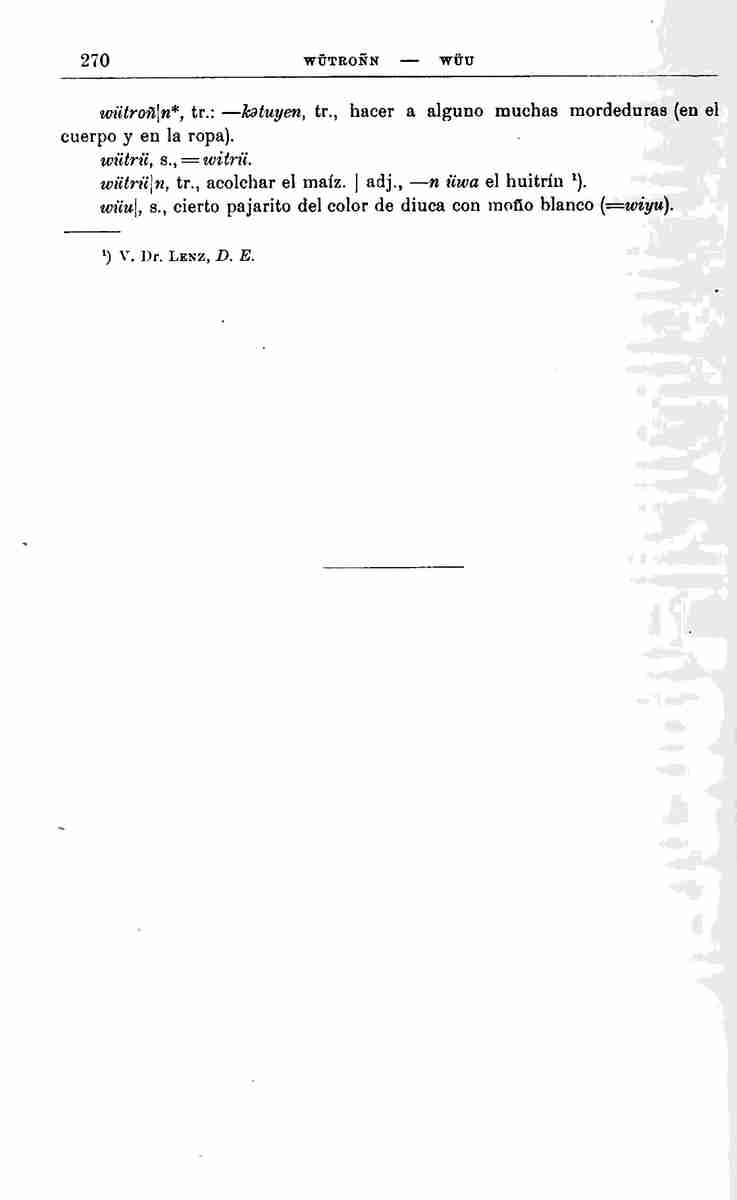 270 WÜTROÑN — WÜU
wütroñ|n*, tr.: —kətuyen, tr., hacer a alguno muchas mordeduras (en el
cuerpo y en la ropa).
wütrü, s., = witrü.
wütrü|n, tr., acolchar el maíz. | adj., —n üwa el huitrín ¹).
wüu|, s., cierto pajarito del color de diuca con moño blanco (=wiyu).
¹) V. Dr. LENZ, D. E.